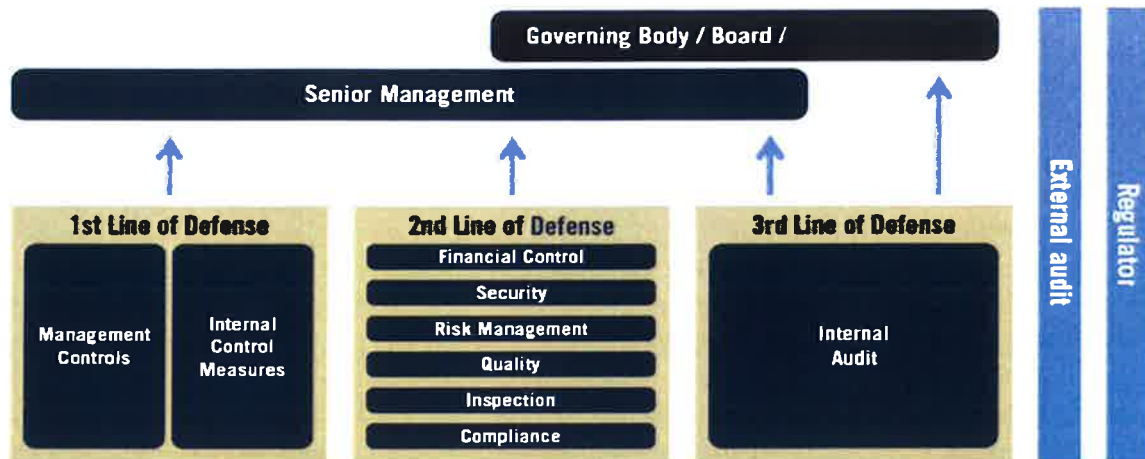 Governing Body / Board /
Senior Management
1st Line of Defense
Management
Controls
Internal
Control
Measures
2nd Line of Defense
Financial Control
Security
Risk Management
Quality
Inspection
Compliance
3rd Line of Defense
Internal
Audit
External audit
Regulator